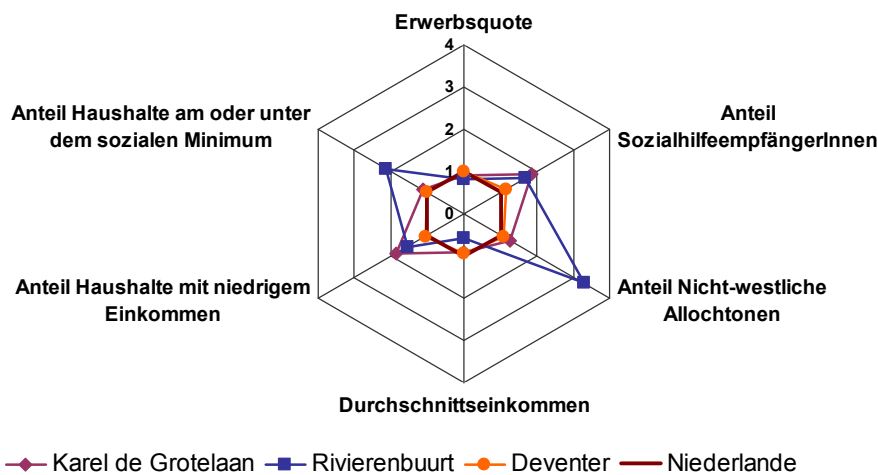 Erwerbsquote
4
3
2
1
0
Anteil
SozialhilfeempfängerInnen
Anteil Nicht-westliche
Allochtonen
Durchschnittseinkommen
Anteil Haushalte mit niedrigem
Einkommen
Anteil Haushalte am oder unter
dem sozialen Minimum
Karel de Grotelaan Rivierenbuurt Deventer Niederlande